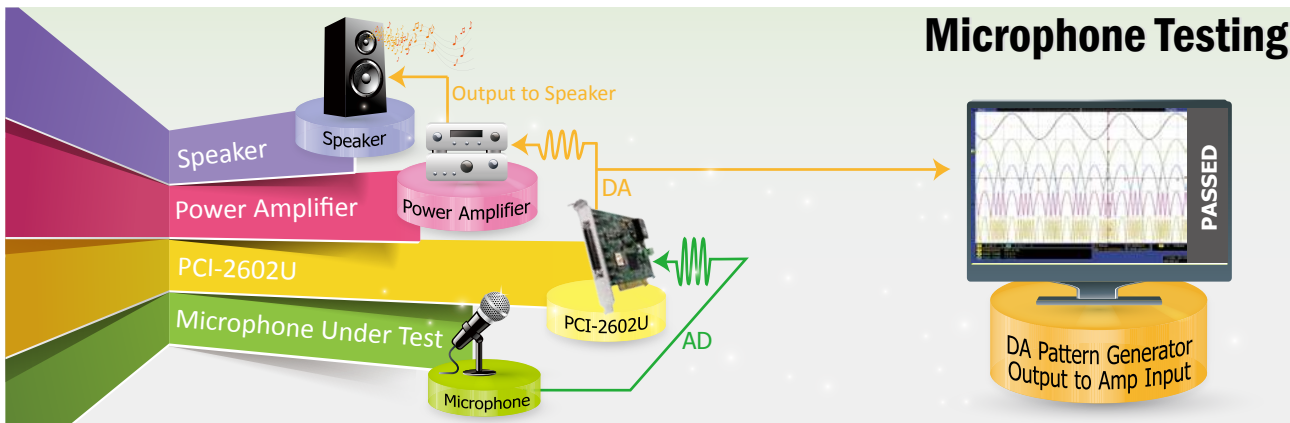 Microphone Testing
Output to Speaker
Speaker
Speaker
DA
Power Amplifier
Power Amplifier
PASSED
PCI-2602U
PCI-2602U
AD
Microphone Under Test
Microphone
DA Pattern Generator
Output to Amp Input